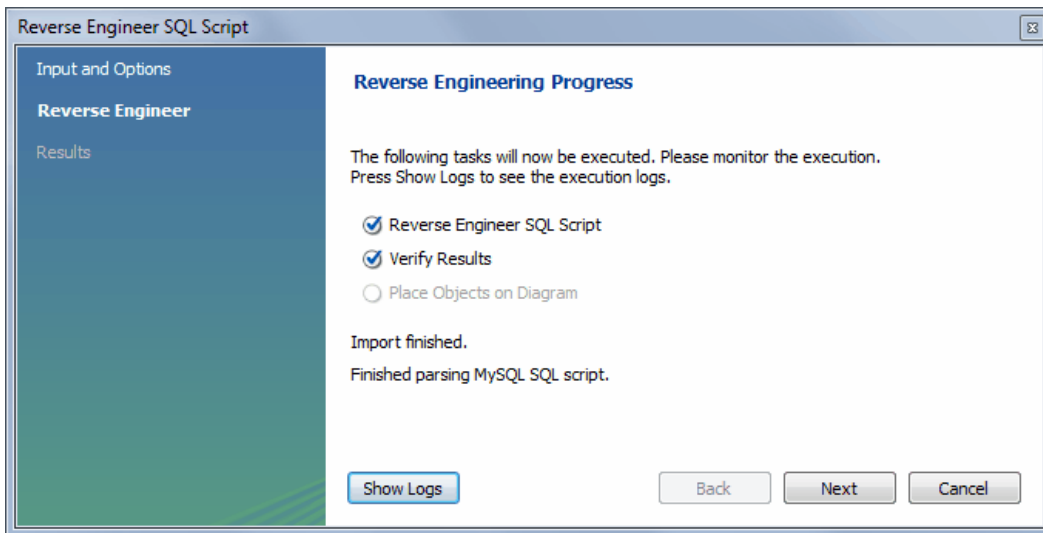 Reverse Engineer SQL Script
Input and Options
Reverse Engineer
Results
Reverse Engineering Progress
The following tasks will now be executed. Please monitor the execution.
Press Show Logs to see the execution logs.
Reverse Engineer SQL Script
Verify Results
Place Objects on Diagram
Import finished.
Finished parsing MySQL SQL script.
Show Logs
Back
Next
Cancel